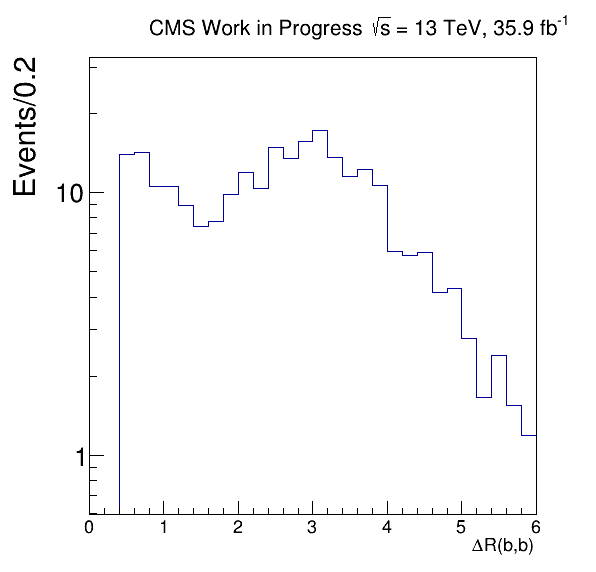 CMS Work in Progress √s = 13 TeV, 35.9 fb⁻¹
Events/0.2
10
1
0 1 2 3 4 5 6
ΔR(b,b)